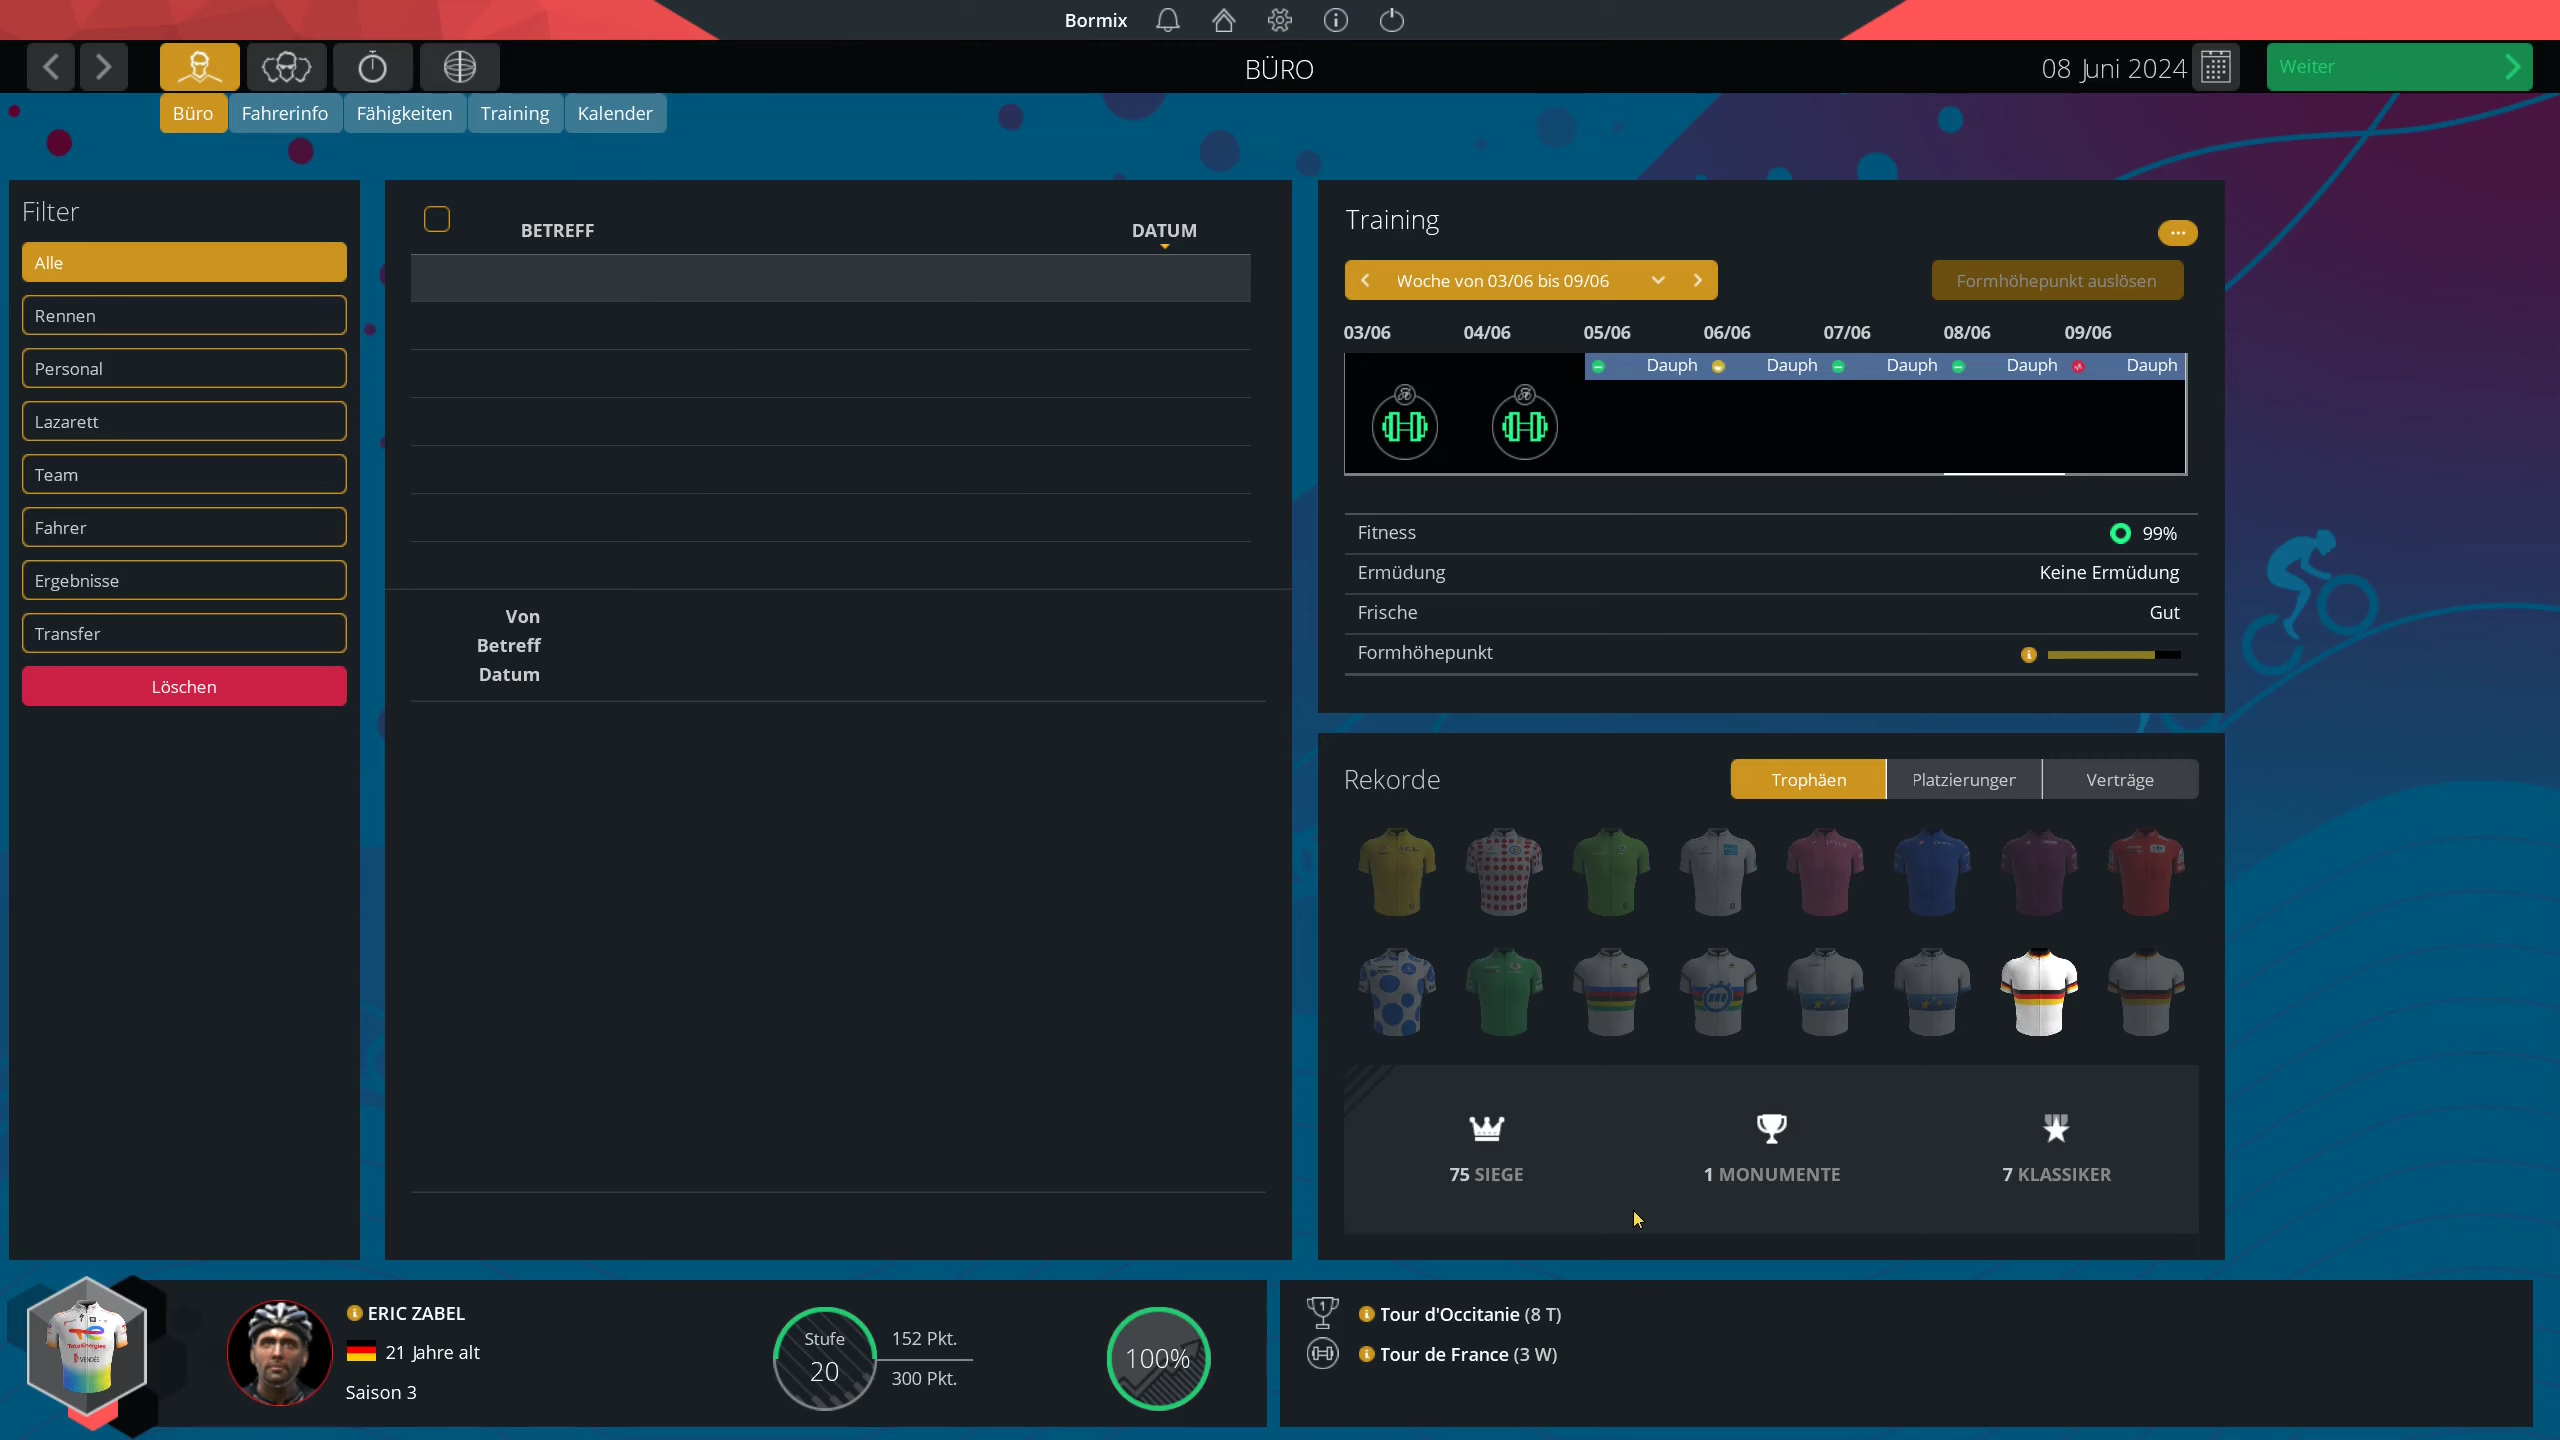 Bormix
BÜRO
08 Juni 2024
Weiter
Büro
Fahrerinfo
Fähigkeiten
Training
Kalender
Filter
Alle
Rennen
Personal
Lazarett
Team
Fahrer
Ergebnisse
Transfer
Löschen
BETREFF
DATUM
Von
Betreff
Datum
Training
...
Woche von 03/06 bis 09/06
Formhöhepunkt auslösen
03/06 04/06 05/06 06/06 07/06 08/06 09/06
Dauph Dauph Dauph Dauph Dauph
Fitness 99%
Ermüdung Keine Ermüdung
Frische Gut
Formhöhepunkt
Rekorde
Trophäen
Platzierunger
Verträge
75 SIEGE
1 MONUMENTE
7 KLASSIKER
ERIC ZABEL
21 Jahre alt
Saison 3
Stufe
20
152 Pkt.
300 Pkt.
100%
Tour d'Occitanie (8 T)
Tour de France (3 W)